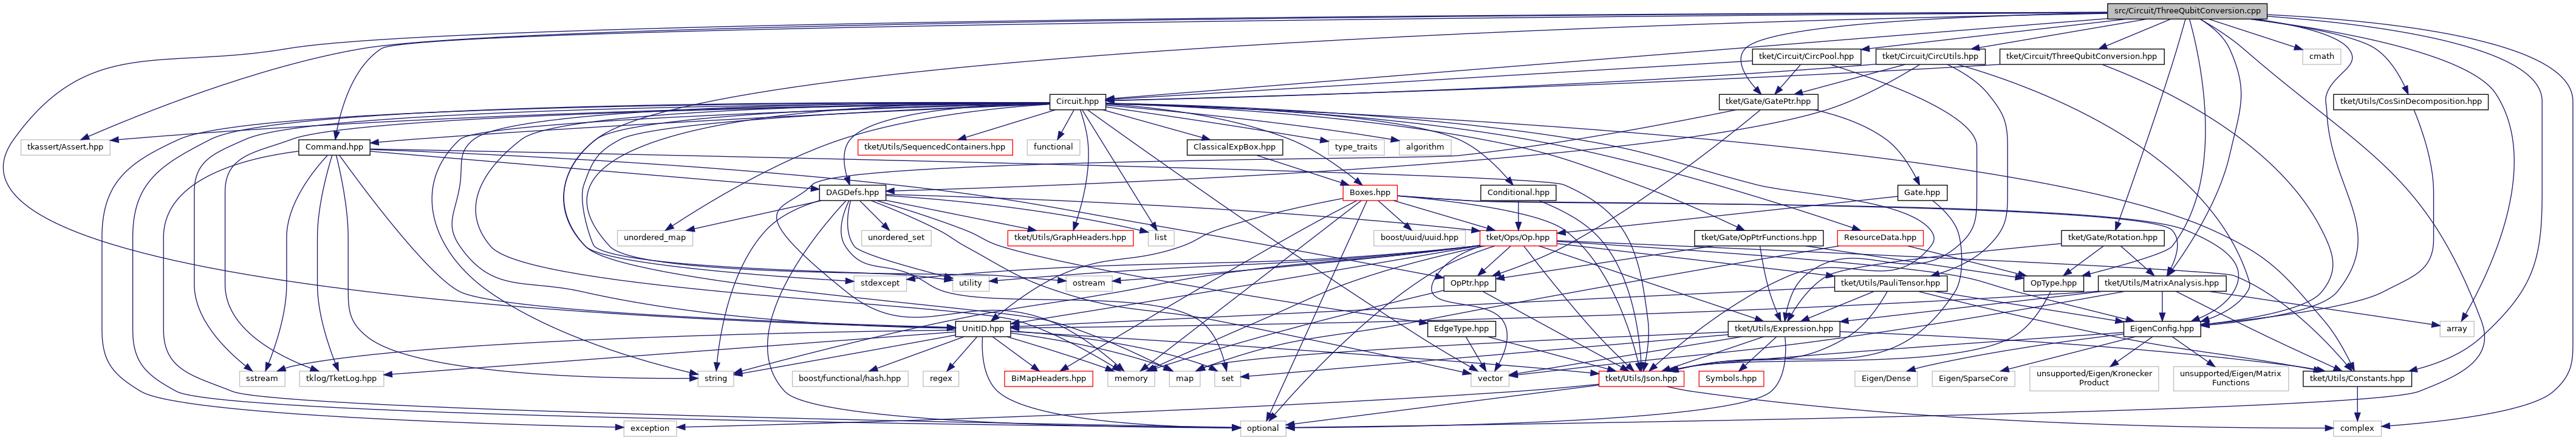 src/Circuit/ThreeQubitConversion.cpp
tket/Circuit/CircPool.hpp
tket/Circuit/CircUtils.hpp
tket/Circuit/ThreeQubitConversion.hpp
cmath
Circuit.hpp
tket/Gate/GatePtr.hpp
tket/Utils/CosSinDecomposition.hpp
tkassert/Assert.hpp
Command.hpp
tket/Utils/SequencedContainers.hpp
functional
ClassicalExpBox.hpp
type_traits
algorithm
DAGDefs.hpp
Boxes.hpp
Conditional.hpp
Gate.hpp
unordered_map
unordered_set
tket/Utils/GraphHeaders.hpp
list
boost/uuid/uuid.hpp
tket/Ops/Op.hpp
tket/Gate/OpPtrFunctions.hpp
ResourceData.hpp
tket/Gate/Rotation.hpp
stdexcept
utility
ostream
OpPtr.hpp
tket/Utils/PauliTensor.hpp
OpType.hpp
tket/Utils/MatrixAnalysis.hpp
UnitID.hpp
EdgeType.hpp
tket/Utils/Expression.hpp
EigenConfig.hpp
array
sstream
tklog/TketLog.hpp
string
boost/functional/hash.hpp
regex
BiMapHeaders.hpp
memory
map
set
vector
tket/Utils/Json.hpp
Symbols.hpp
Eigen/Dense
Eigen/SparseCore
unsupported/Eigen/Kronecker
Product
unsupported/Eigen/Matrix
Functions
tket/Utils/Constants.hpp
exception
optional
complex